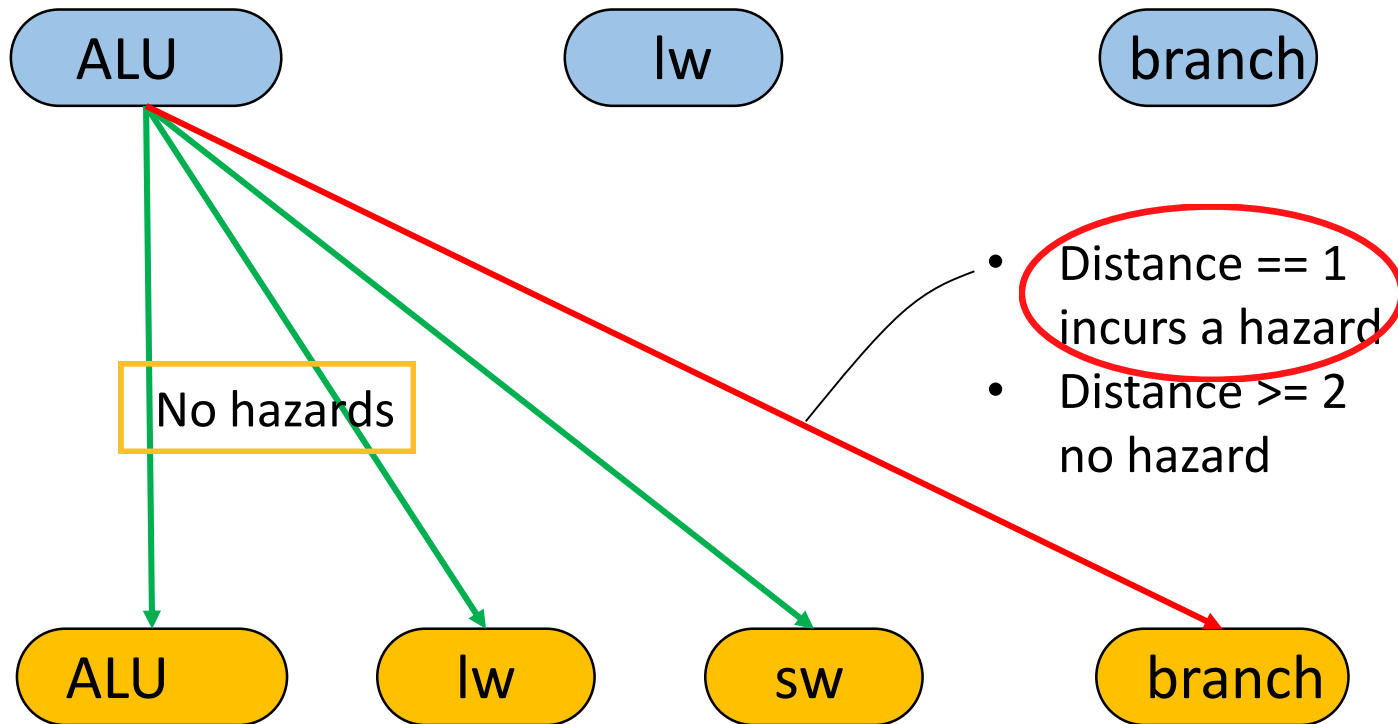 ALU
lw
branch
• Distance == 1
incurs a hazard
• Distance >= 2
no hazard
No hazards
ALU
lw
sw
branch